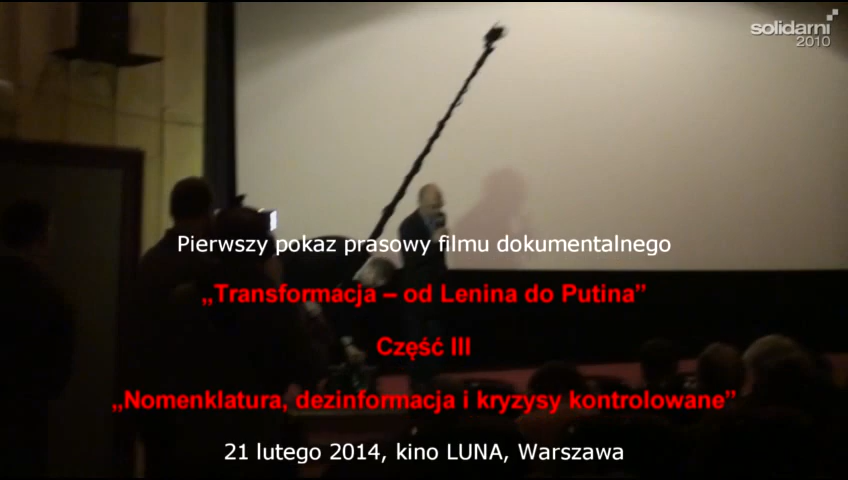 solidarni
2010
Pierwszy pokaz prasowy filmu dokumentalnego
„Transformacja – od Lenina do Putina”
Część III
„Nomenklatura, dezinformacja i kryzysy kontrolowane”
21 lutego 2014, kino LUNA, Warszawa